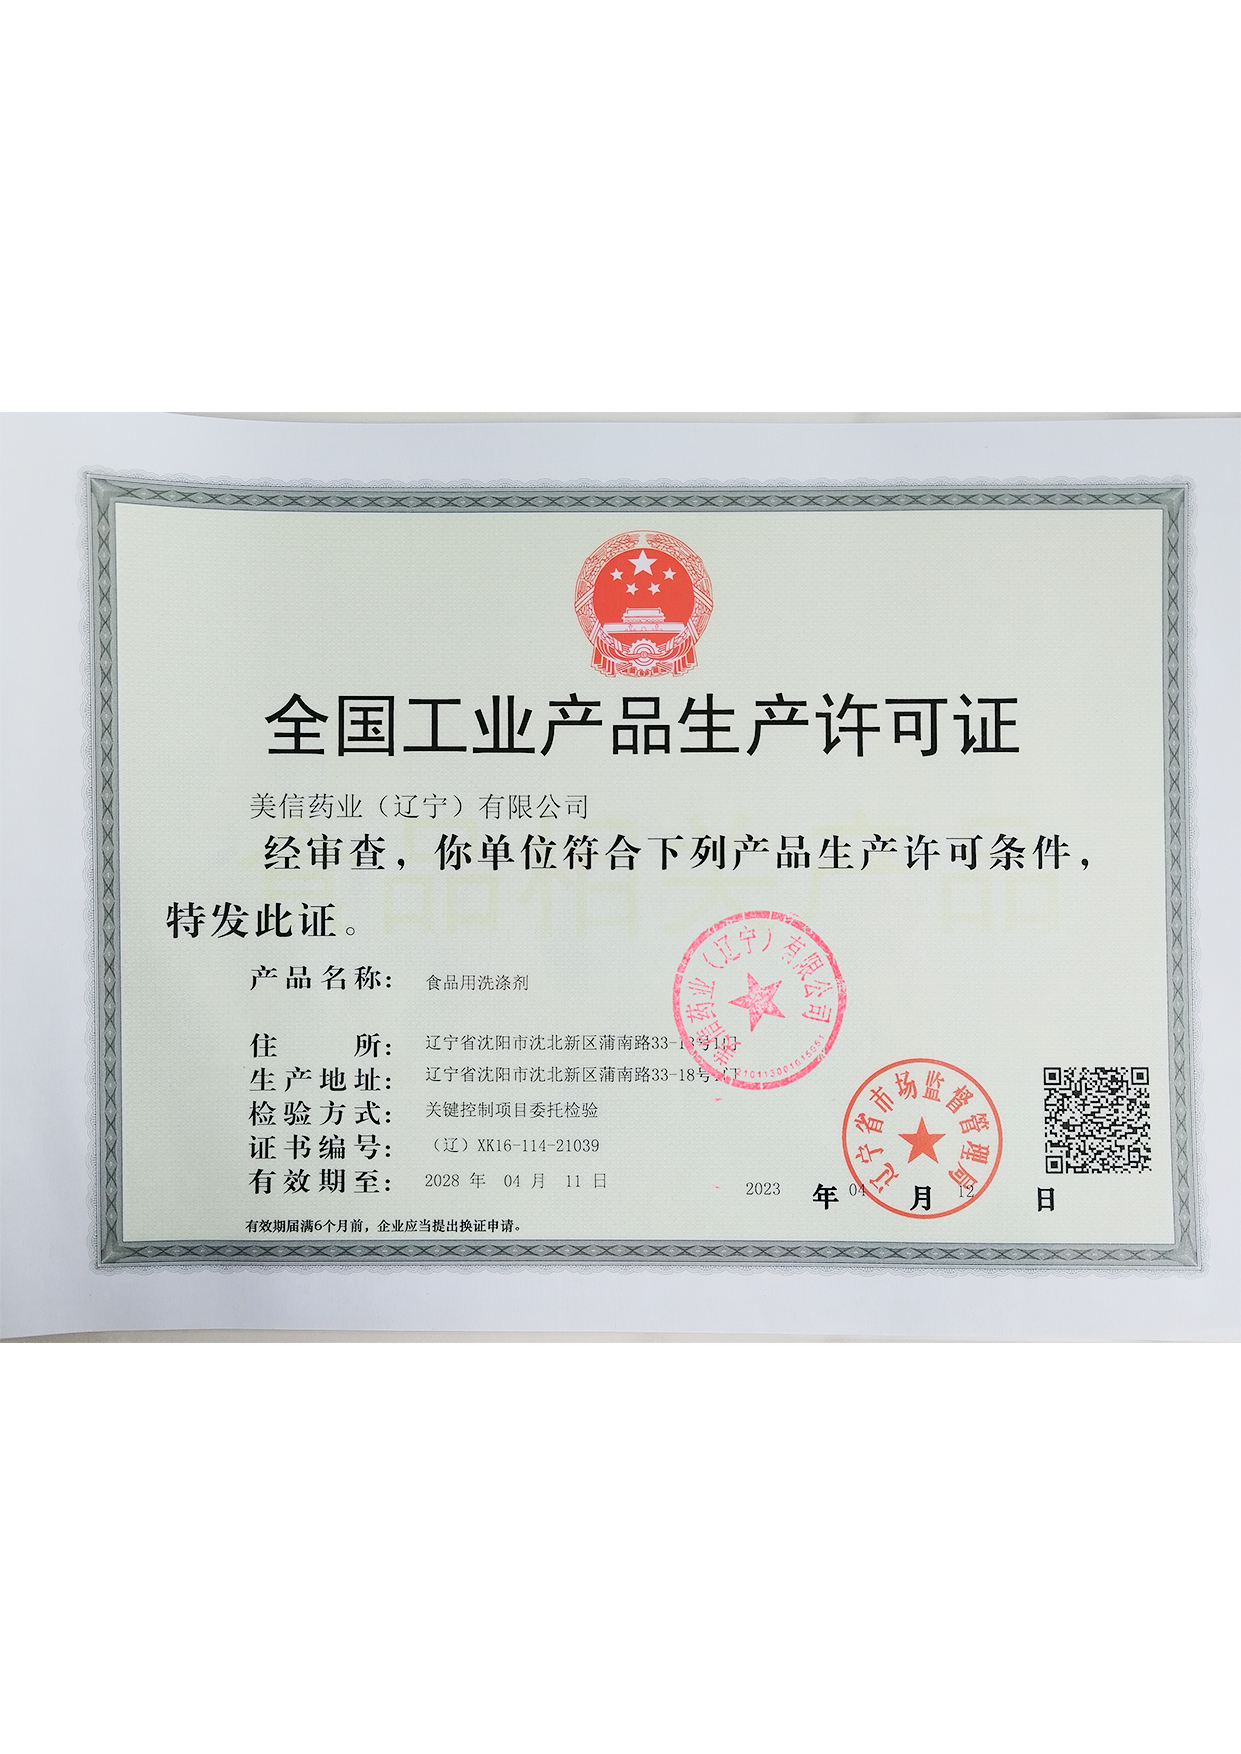 全国工业产品生产许可证
美信药业（辽宁）有限公司
经审查，你单位符合下列产品生产许可条件，
特发此证。
产品名称： 食品用洗涤剂
住 所： 辽宁省沈阳市沈北新区蒲南路33-18号1门
生产地址： 辽宁省沈阳市沈北新区蒲南路33-18号1门
检验方式： 关键控制项目委托检验
证书编号： （辽）XK16-114-21039
有效期至： 2028 年 04 月 11 日
2023 年 04 月 12 日
有效期届满6个月前，企业应当提出换证申请。
美信药业（辽宁）有限公司
辽宁省市场监督管理局